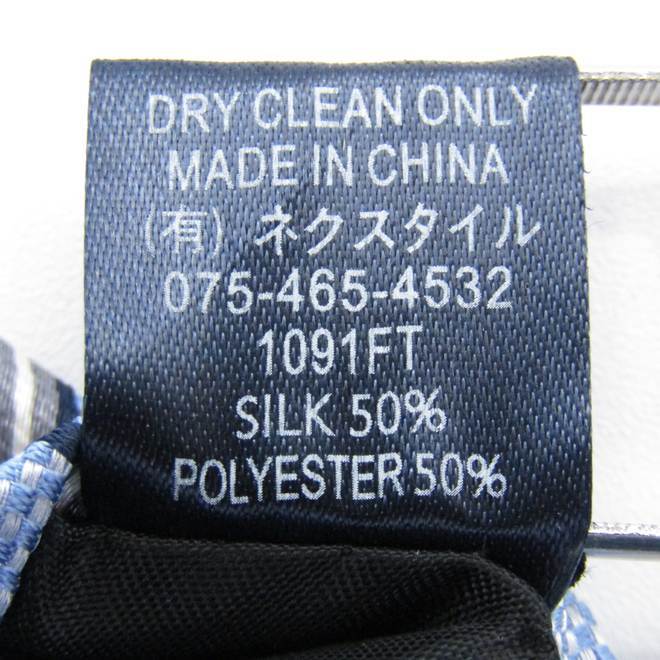 DRY CLEAN ONLY
MADE IN CHINA
(有) ネクスタイル
075-465-4532
1091FT
SILK 50%
POLYESTER 50%